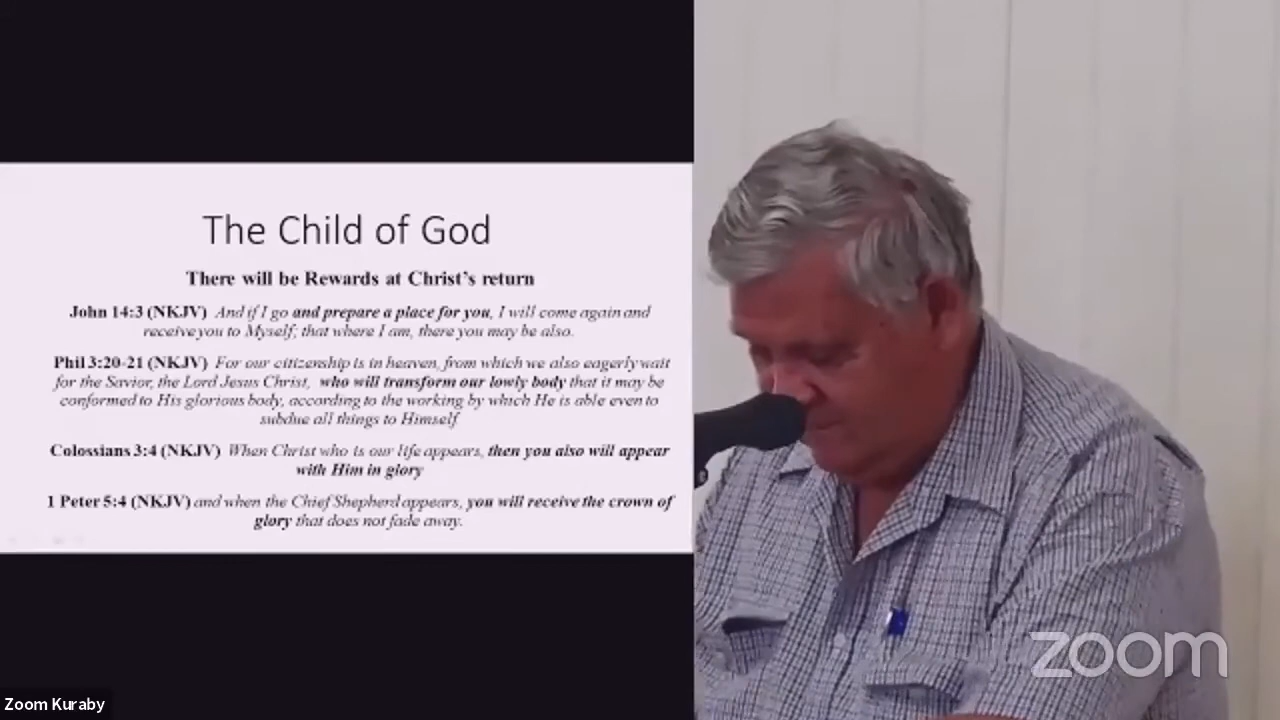 The Child of God
There will be Rewards at Christ's return
John 14:3 (NKJV) And if I go and prepare a place for you, I will come again and
receive you to Myself; that where I am, there you may be also.
Phil 3:20-21 (NKJV) For our citizenship is in heaven, from which we also eagerly wait
for the Savior, the Lord Jesus Christ, who will transform our lowly body that it may be
conformed to His glorious body, according to the working by which He is able even to
subdue all things to Himself
Colossians 3:4 (NKJV) When Christ who is our life appears, then you also will appear
with Him in glory
1 Peter 5:4 (NKJV) and when the Chief Shepherd appears, you will receive the crown of
glory that does not fade away.
zoom
Zoom Kuraby